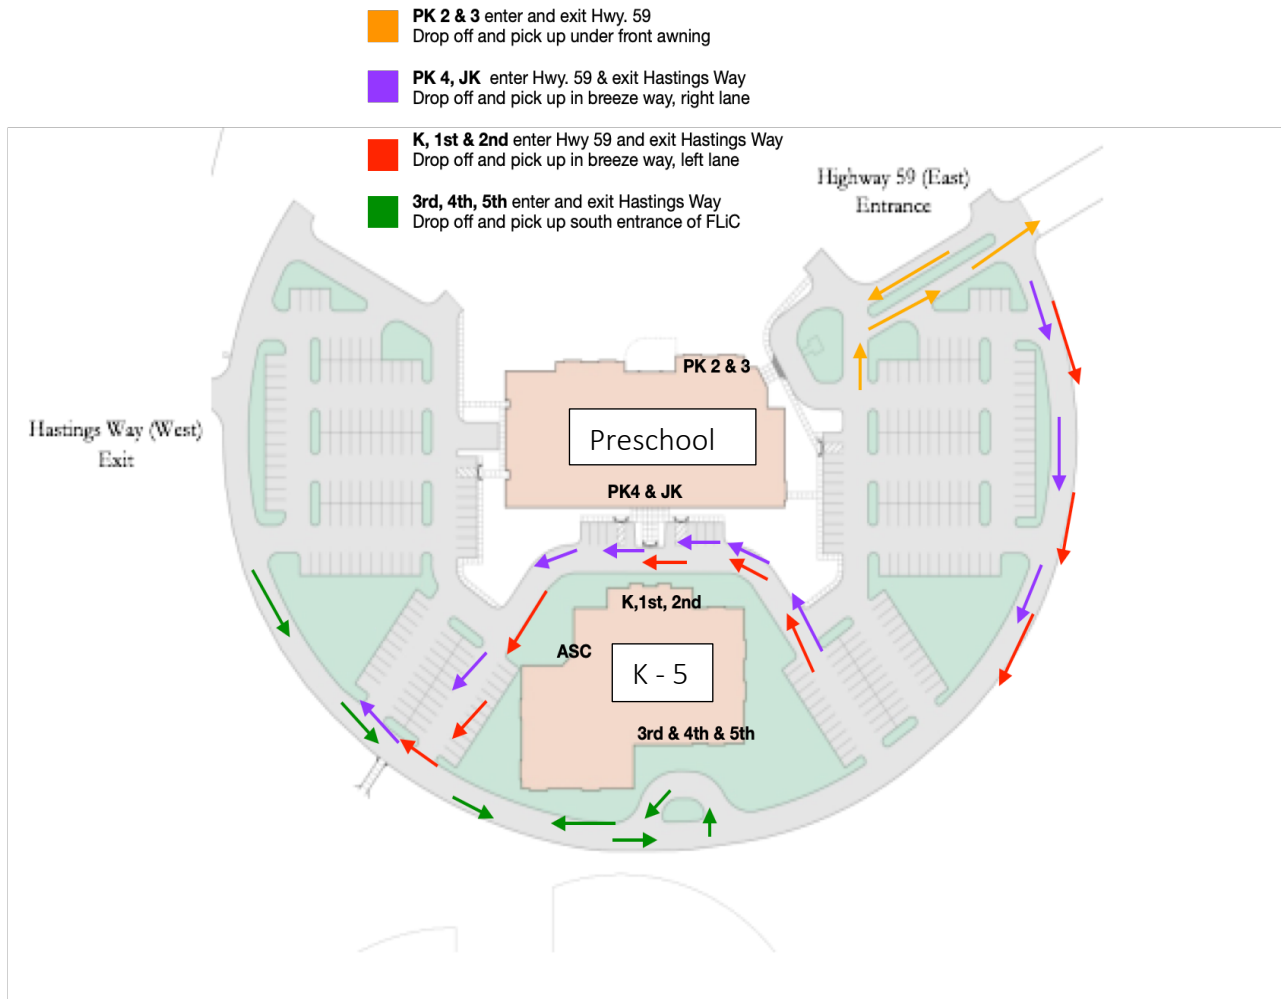 PK 2 & 3 enter and exit Hwy. 59
Drop off and pick up under front awning
PK 4, JK  enter Hwy. 59 & exit Hastings Way
Drop off and pick up in breeze way, right lane
K, 1st & 2nd enter Hwy 59 and exit Hastings Way
Drop off and pick up in breeze way, left lane
3rd, 4th, 5th enter and exit Hastings Way
Drop off and pick up south entrance of FLiC
Highway 59 (East)
Entrance
PK 2 & 3
Preschool
Hastings Way (West)
Exit
PK4 & JK
K,1st, 2nd
ASC
K - 5
3rd & 4th & 5th